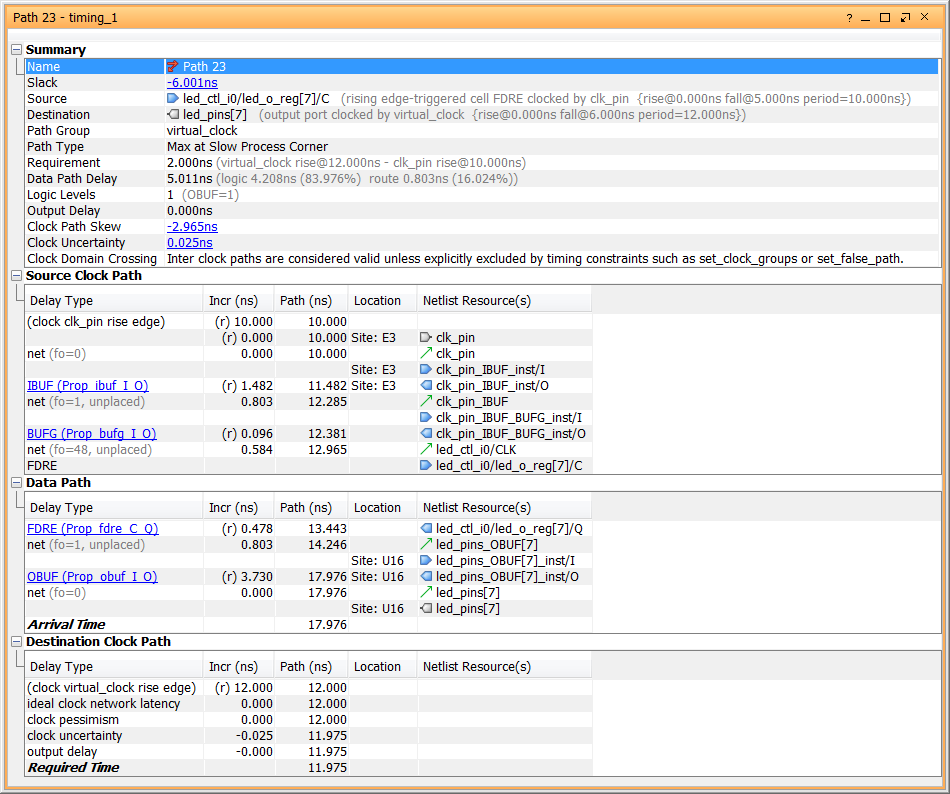 Path 23 - timing_1
Summary
Name Path 23
Slack -6.001ns
Source led_ctl_i0/led_o_reg[7]/C (rising edge-triggered cell FDRE clocked by clk_pin {rise@0.000ns fall@5.000ns period=10.000ns})
Destination led_pins[7] (output port clocked by virtual_clock {rise@0.000ns fall@6.000ns period=12.000ns})
Path Group virtual_clock
Path Type Max at Slow Process Corner
Requirement 2.000ns (virtual_clock rise@12.000ns - clk_pin rise@10.000ns)
Data Path Delay 5.011ns (logic 4.208ns (83.976%) route 0.803ns (16.024%))
Logic Levels 1 (OBUF=1)
Output Delay 0.000ns
Clock Path Skew -2.965ns
Clock Uncertainty 0.025ns
Clock Domain Crossing Inter clock paths are considered valid unless explicitly excluded by timing constraints such as set_clock_groups or set_false_path.
Source Clock Path
Delay Type Incr (ns) Path (ns) Location Netlist Resource(s)
(clock clk_pin rise edge) (r) 10.000 10.000
(r) 0.000 10.000 Site: E3 clk_pin
net (fo=0) 0.000 10.000 clk_pin
Site: E3 clk_pin_IBUF_inst/I
IBUF (Prop_ibuf_I_O) (r) 1.482 11.482 Site: E3 clk_pin_IBUF_inst/O
net (fo=1, unplaced) 0.803 12.285 clk_pin_IBUF
clk_pin_IBUF_BUFG_inst/I
BUFG (Prop_bufg_I_O) (r) 0.096 12.381 clk_pin_IBUF_BUFG_inst/O
net (fo=48, unplaced) 0.584 12.965 led_ctl_i0/CLK
FDRE led_ctl_i0/led_o_reg[7]/C
Data Path
Delay Type Incr (ns) Path (ns) Location Netlist Resource(s)
FDRE (Prop_fdre_C_Q) (r) 0.478 13.443 led_ctl_i0/led_o_reg[7]/Q
net (fo=1, unplaced) 0.803 14.246 led_pins_OBUF[7]
Site: U16 led_pins_OBUF[7]_inst/I
OBUF (Prop_obuf_I_O) (r) 3.730 17.976 Site: U16 led_pins_OBUF[7]_inst/O
net (fo=0) 0.000 17.976 led_pins[7]
Site: U16 led_pins[7]
Arrival Time 17.976
Destination Clock Path
Delay Type Incr (ns) Path (ns) Location Netlist Resource(s)
(clock virtual_clock rise edge) (r) 12.000 12.000
ideal clock network latency 0.000 12.000
clock pessimism 0.000 12.000
clock uncertainty -0.025 11.975
output delay -0.000 11.975
Required Time 11.975